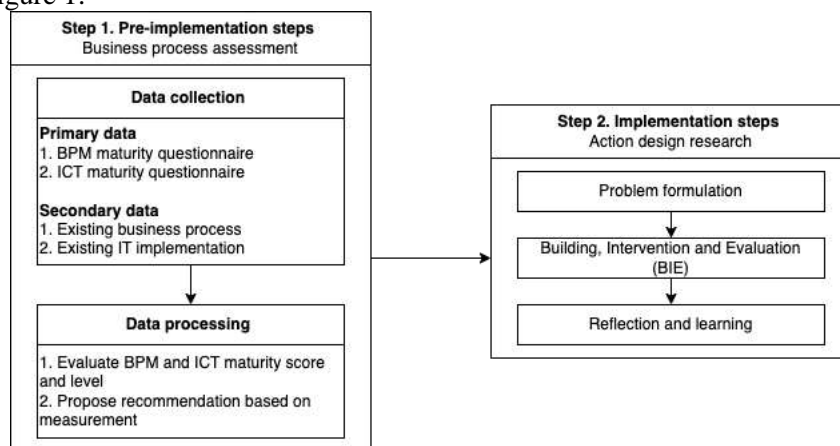 Figure 1.
Step 1. Pre-implementation steps
Business process assessment
Data collection
Primary data
1. BPM maturity questionnaire
2. ICT maturity questionnaire
Secondary data
1. Existing business process
2. Existing IT implementation
Data processing
1. Evaluate BPM and ICT maturity score
and level
2. Propose recommendation based on
measurement
Step 2. Implementation steps
Action design research
Problem formulation
Building, Intervention and Evaluation
(BIE)
Reflection and learning